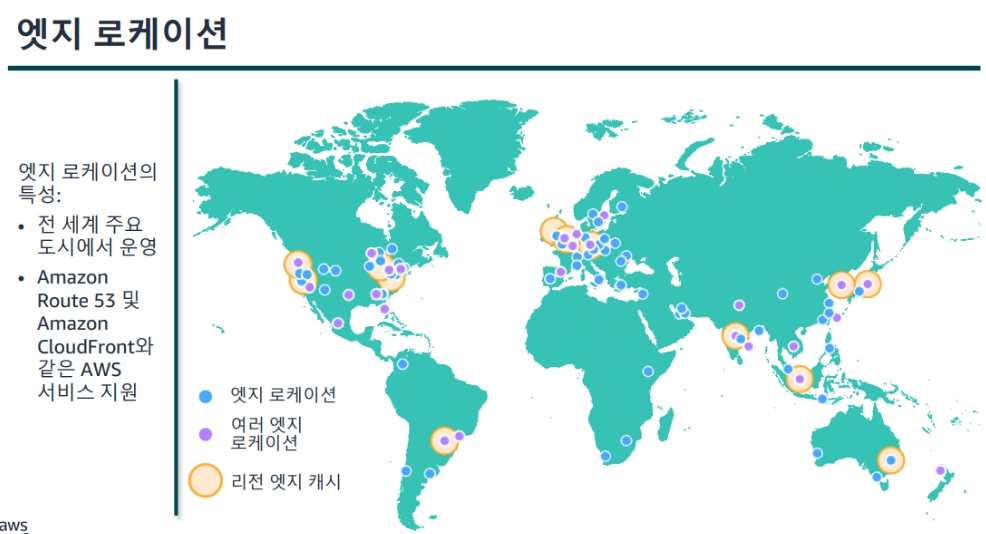 엣지 로케이션
엣지 로케이션의
특성:
• 전 세계 주요
도시에서 운영
• Amazon
Route 53 및
Amazon
CloudFront와
같은 AWS
서비스 지원
엣지 로케이션
여러 엣지
로케이션
리전 엣지 캐시
aws